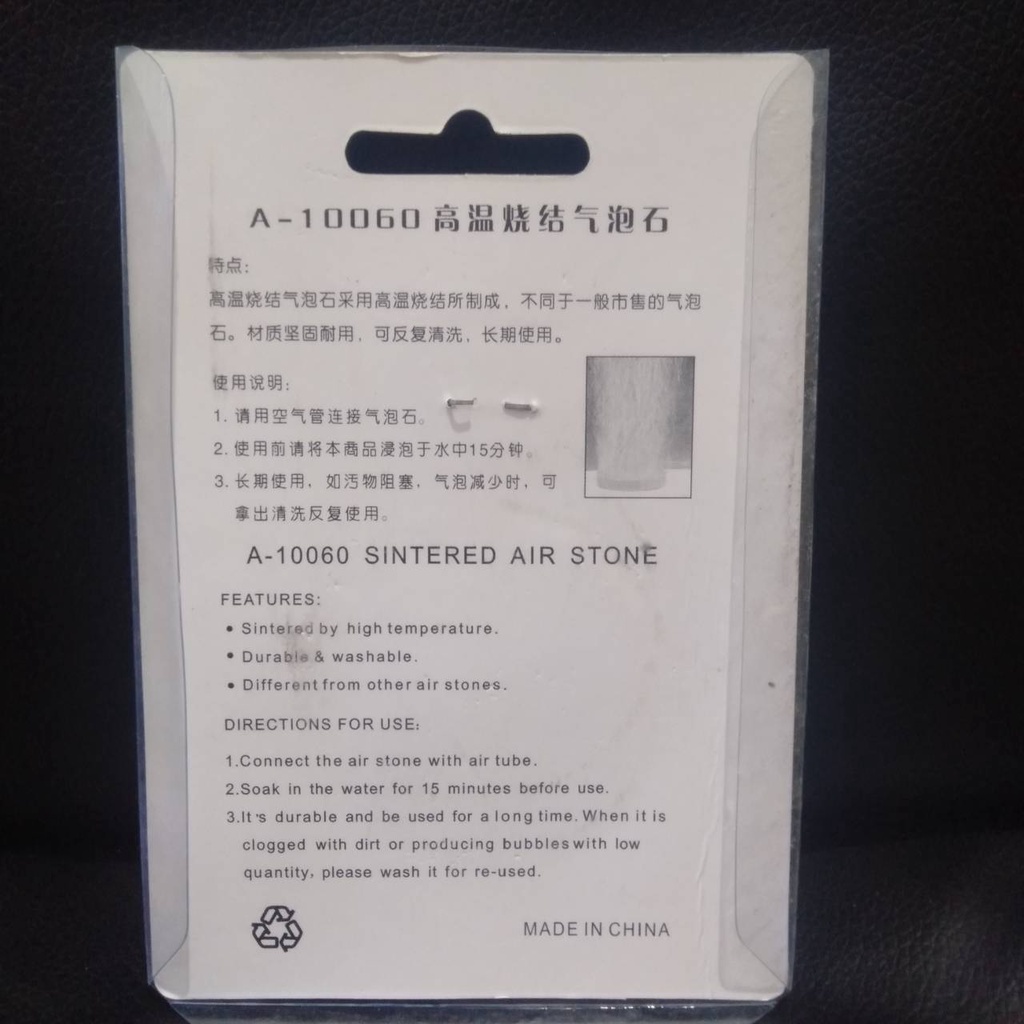 A-10060 高温烧结气泡石
特点：
高温烧结气泡石采用高温烧结所制成，不同于一般市售的气泡
石。材质坚固耐用，可反复清洗，长期使用。
使用说明：
1. 请用空气管连接气泡石。
2. 使用前请将本商品浸泡于水中15分钟。
3. 长期使用，如汚物阻塞，气泡减少时，可
拿出清洗反复使用。
A-10060 SINTERED AIR STONE
FEATURES:
• Sintered by high temperature.
• Durable & washable.
• Different from other air stones.
DIRECTIONS FOR USE:
1.Connect the air stone with air tube.
2.Soak in the water for 15 minutes before use.
3.It's durable and be used for a long time. When it is
clogged with dirt or producing bubbles with low
quantity, please wash it for re-used.
MADE IN CHINA